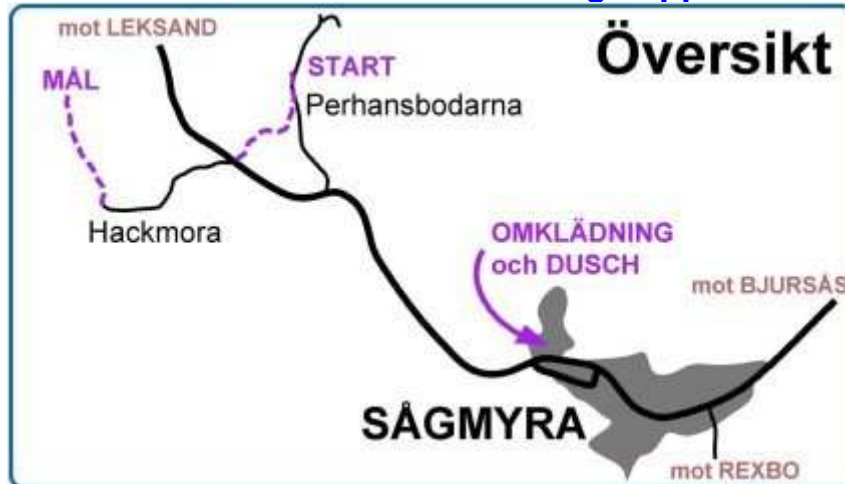 mot LEKSAND
Översikt
MÅL
START
Perhansbodarna
Hackmora
OMKLÄDNING
och DUSCH
mot BJURSÅS
SÅGMYRA
mot REXBO